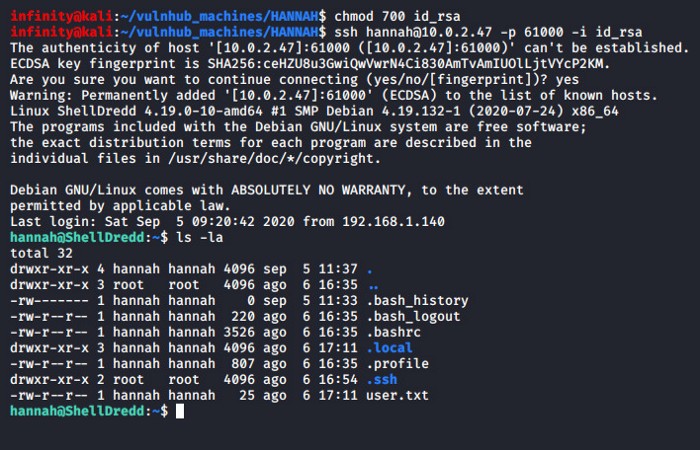 infinity@kali:~/vulnhub_machines/HANNAH$ chmod 700 id_rsa
infinity@kali:~/vulnhub_machines/HANNAH$ ssh hannah@10.0.2.47 -p 61000 -i id_rsa
The authenticity of host '[10.0.2.47]:61000 ([10.0.2.47]:61000)' can't be established.
ECDSA key fingerprint is SHA256:ceHZU8u3GwiQwVwrN4Ci830AmTvAmIUOlLjtVYcP2KM.
Are you sure you want to continue connecting (yes/no/[fingerprint])? yes
Warning: Permanently added '[10.0.2.47]:61000' (ECDSA) to the list of known hosts.
Linux ShellDredd 4.19.0-10-amd64 #1 SMP Debian 4.19.132-1 (2020-07-24) x86_64
The programs included with the Debian GNU/Linux system are free software;
the exact distribution terms for each program are described in the
individual files in /usr/share/doc/*/copyright.

Debian GNU/Linux comes with ABSOLUTELY NO WARRANTY, to the extent
permitted by applicable law.
Last login: Sat Sep  5 09:20:42 2020 from 192.168.1.140
hannah@ShellDredd:~$ ls -la
total 32
drwxr-xr-x 4 hannah hannah 4096 sep  5 11:37 .
drwxr-xr-x 3 root   root   4096 ago  6 16:35 ..
-rw------- 1 hannah hannah    0 sep  5 11:33 .bash_history
-rw-r--r-- 1 hannah hannah  220 ago  6 16:35 .bash_logout
-rw-r--r-- 1 hannah hannah 3526 ago  6 16:35 .bashrc
drwxr-xr-x 3 hannah hannah 4096 ago  6 17:11 .local
-rw-r--r-- 1 hannah hannah  807 ago  6 16:35 .profile
drwxr-xr-x 2 root   root   4096 ago  6 16:54 .ssh
-rw-r--r-- 1 hannah hannah   25 ago  6 17:11 user.txt
hannah@ShellDredd:~$